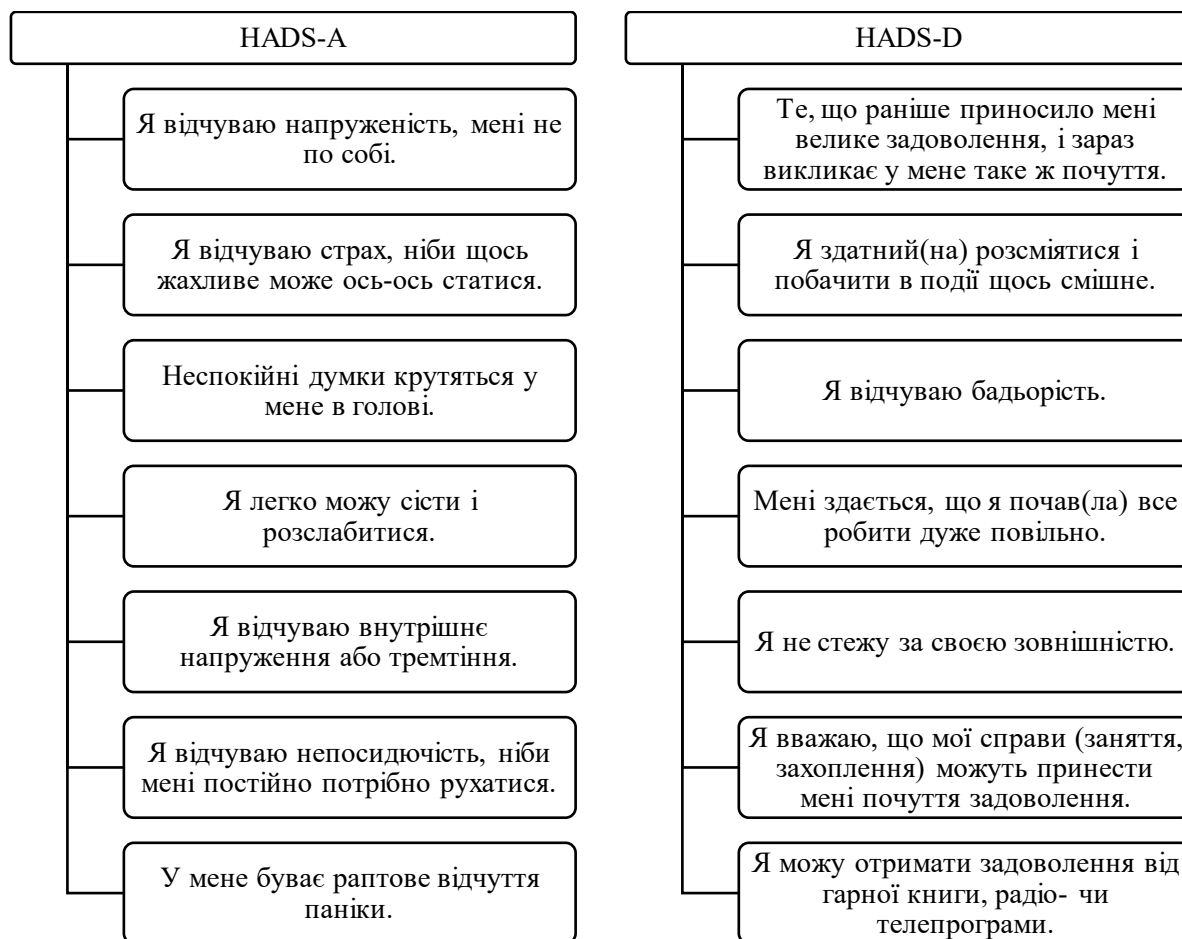 HADS-A
Я відчуваю напруженість, мені не
по собі.
Я відчуваю страх, ніби щось
жахливе може ось-ось статися.
Неспокійні думки крутяться у
мене в голові.
Я легко можу сісти і
розслабитися.
Я відчуваю внутрішнє
напруження або тремтіння.
Я відчуваю непосидючість, ніби
мені постійно потрібно рухатися.
У мене буває раптове відчуття
паніки.
HADS-D
Те, що раніше приносило мені
велике задоволення, і зараз
викликає у мене таке ж почуття.
Я здатний(на) розсміятися і
побачити в події щось смішне.
Я відчуваю бадьорість.
Мені здається, що я почав(ла) все
робити дуже повільно.
Я не стежу за своєю зовнішністю.
Я вважаю, що мої справи (заняття,
захоплення) можуть принести
мені почуття задоволення.
Я можу отримати задоволення від
гарної книги, радіо- чи
телепрограми.